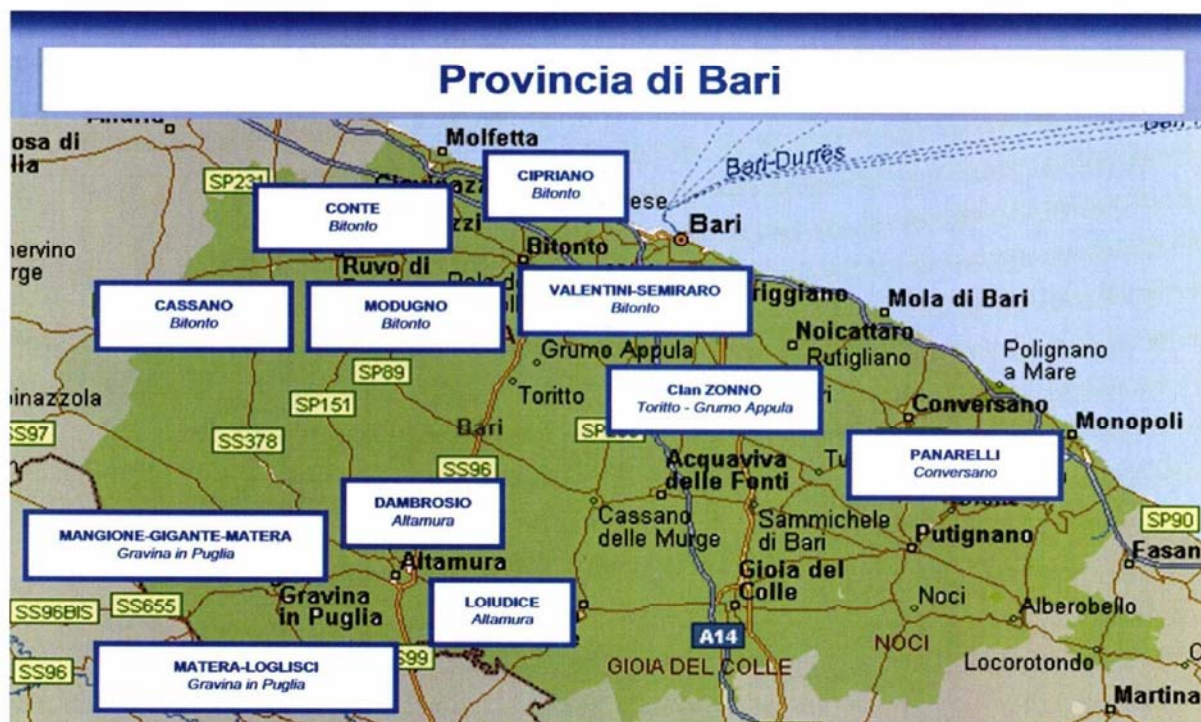 Provincia di Bari
Molfetta
SP231
CIPRIANO
Bitonto
Bari-Durrës
CONTE
Bitonto
Bari
Bitonto
Ruvo di
CASSANO
Bitonto
MODUGNO
Bitonto
VALENTINI-SEMIRARO
Bitonto
Mola di Bari
Noicattaro
Rutigliano
Grumo Appula
Polignano
a Mare
SP89
Toritto
Clan ZONNO
Toritto - Grumo Appula
SP151
Conversano
SS97
SS378
Bari
Monopoli
PANARELLI
Conversano
SS96
Acquaviva
delle Fonti
DAMBROSIO
Altamura
Cassano
delle Murge
Sammichele
di Bari
SP90
MANGIONE-GIGANTE-MATERA
Gravina in Puglia
Putignano
Altamura
Gioia del
Colle
Gravina
in Puglia
SS96BIS
SS655
LOIUDICE
Altamura
Noci
Alberobello
A14
NOCI
MATERA-LOGLISCI
Gravina in Puglia
SS96
GIOIA DEL COLLE
Locorotondo
Martina